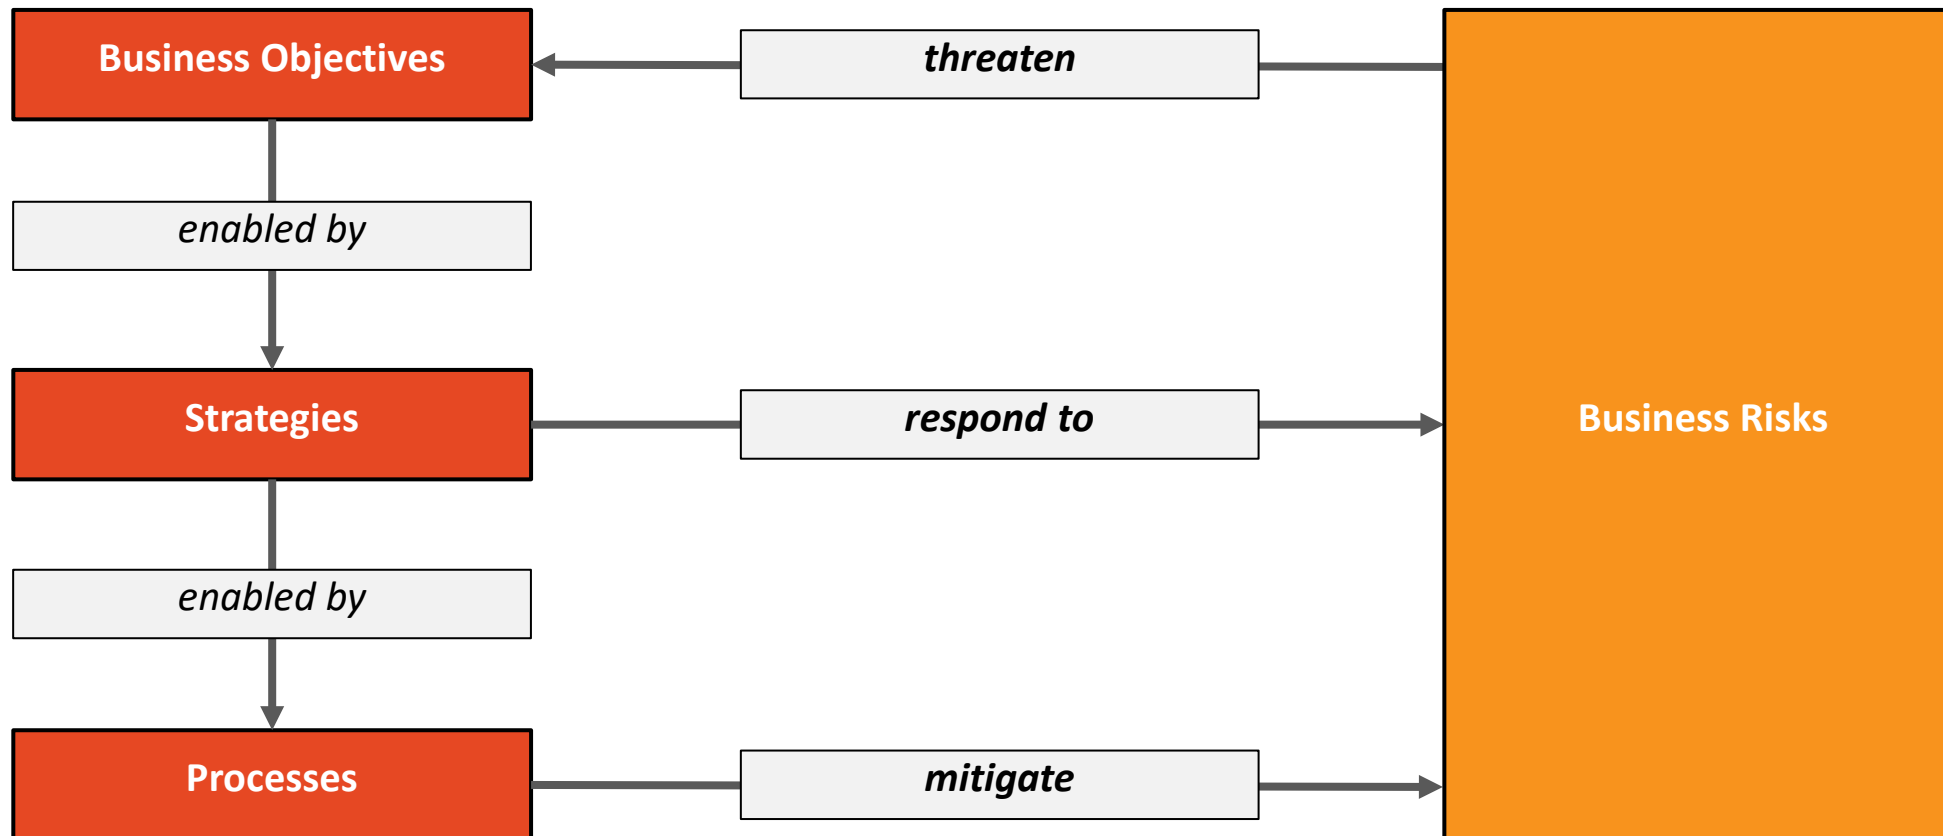 Business Objectives
threaten
enabled by
Strategies
respond to
Business Risks
enabled by
Processes
mitigate